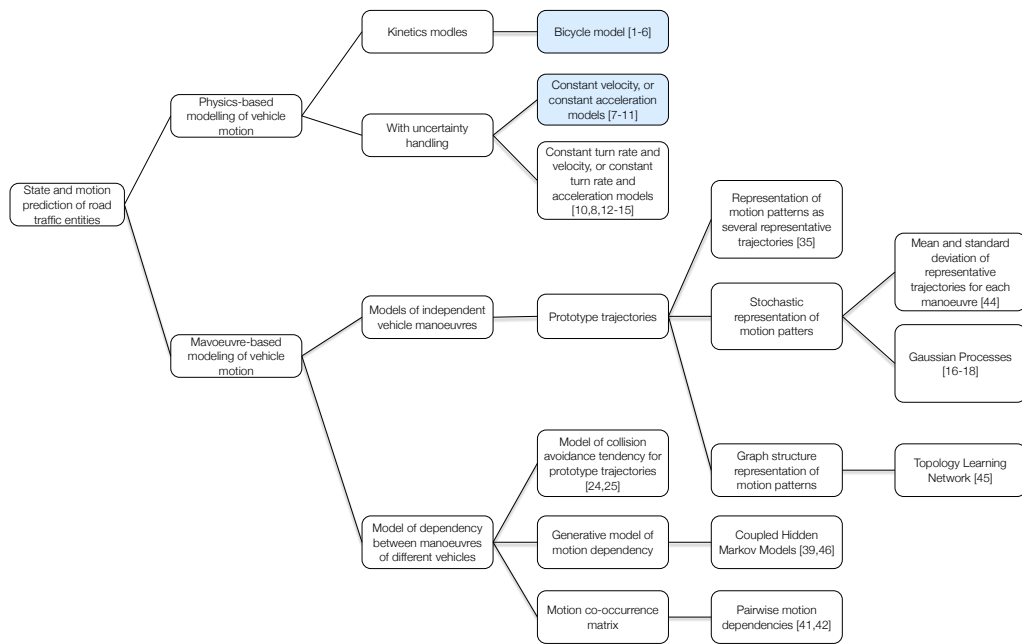 Kinetics modles
Bicycle model [1-6]
Physics-based
modelling of vehicle
motion
Constant velocity, or
constant acceleration
models [7-11]
With uncertainty
handling
Constant turn rate and
velocity, or constant
turn rate and
acceleration models
[10,8,12-15]
State and motion
prediction of road
traffic entities
Representation of
motion patterns as
several representative
trajectories [35]
Mean and standard
deviation of
representative
trajectories for each
manoeuvre [44]
Models of independent
vehicle manoeuvres
Prototype trajectories
Stochastic
representation of
motion patters
Mavoeuvre-based
modeling of vehicle
motion
Gaussian Processes
[16-18]
Model of collision
avoidance tendency for
prototype trajectories
[24,25]
Graph structure
representation of
motion patterns
Topology Learning
Network [45]
Model of dependency
between manoeuvres
of different vehicles
Generative model of
motion dependency
Coupled Hidden
Markov Models [39,46]
Motion co-occurrence
matrix
Pairwise motion
dependencies [41,42]